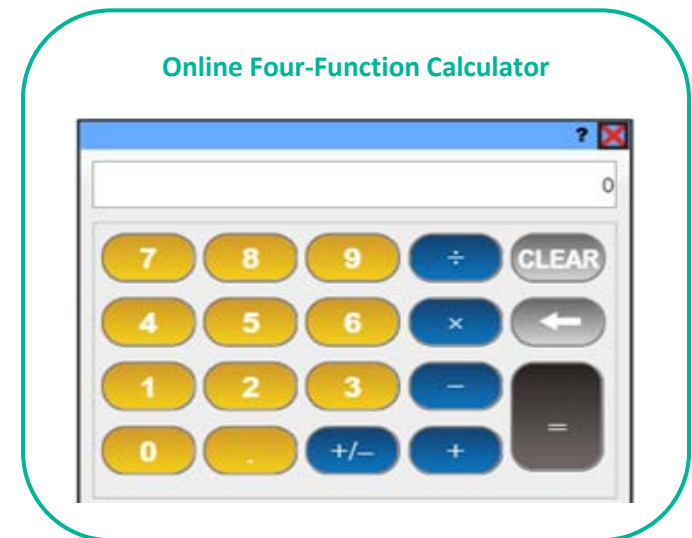 Online Four-Function Calculator
?
0
7 8 9 ÷ CLEAR
4 5 6 ×
1 2 3 −
0 . +/− + =